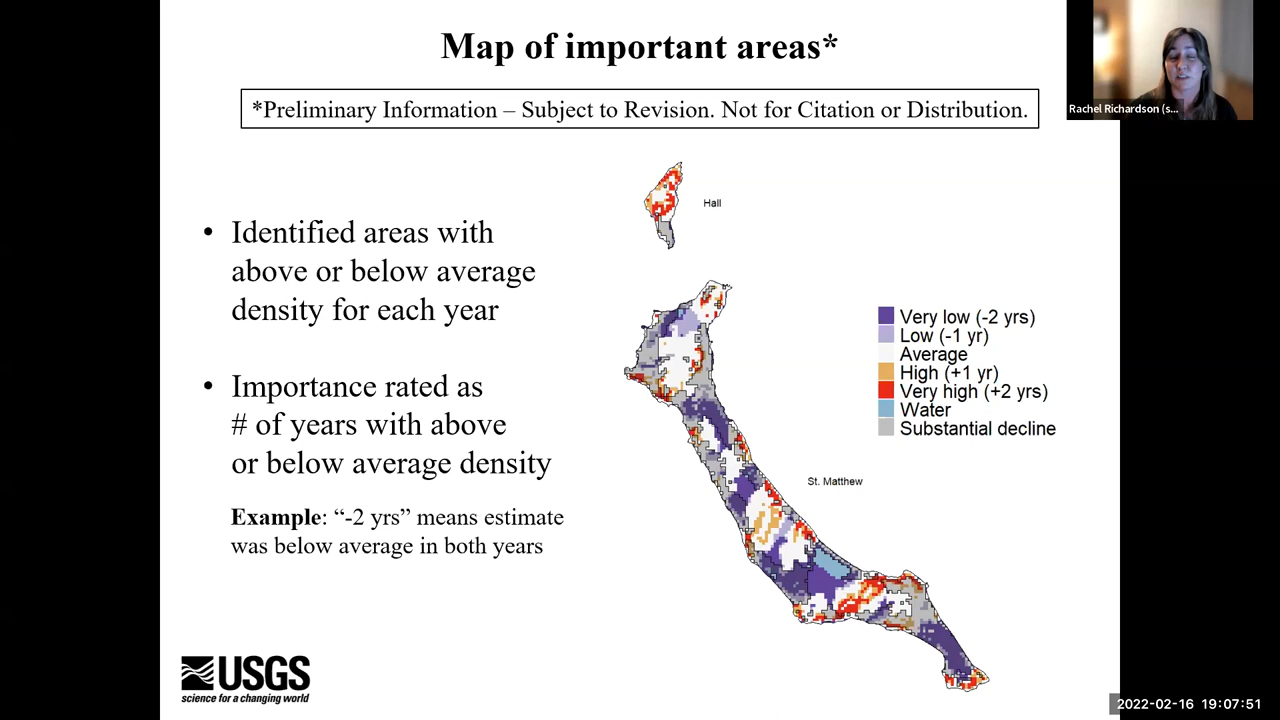 Map of important areas*
*Preliminary Information – Subject to Revision. Not for Citation or Distribution.
Rachel Richardson (s...
• Identified areas with
above or below average
density for each year
• Importance rated as
# of years with above
or below average density
Example: “-2 yrs” means estimate
was below average in both years
Hall
Very low (-2 yrs)
Low (-1 yr)
Average
High (+1 yr)
Very high (+2 yrs)
Water
Substantial decline
St. Matthew
USGS
science for a changing world
2022-02-16 19:07:51